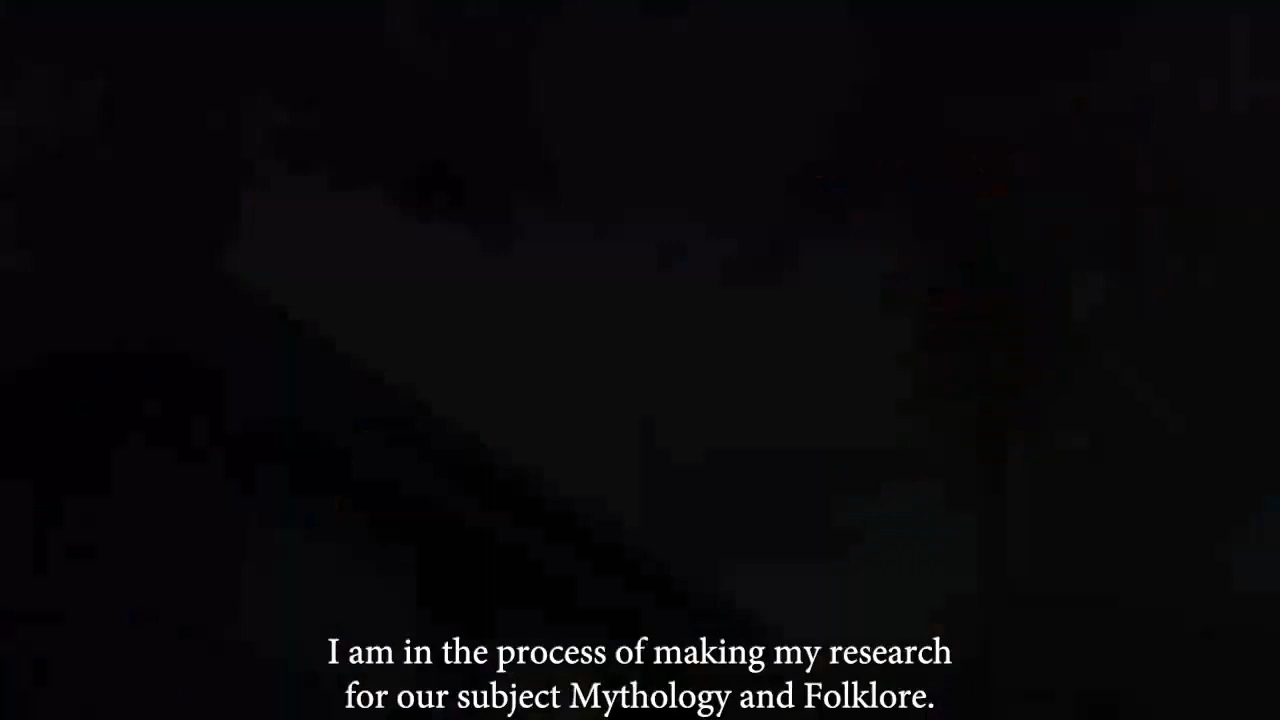 I am in the process of making my research
for our subject Mythology and Folklore.